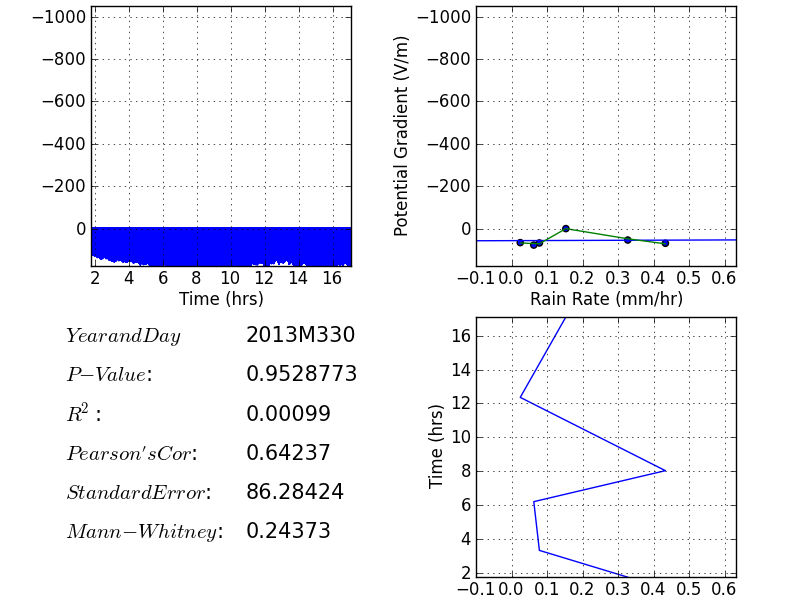 −1000
−800
−600
−400
−200
0
2 4 6 8 10 12 14 16
Time (hrs)
Potential Gradient (V/m)
−1000
−800
−600
−400
−200
0
−0.1 0.0 0.1 0.2 0.3 0.4 0.5 0.6
Rain Rate (mm/hr)
YearandDay 2013M330
P−Value: 0.9528773
R²: 0.00099
Pearson'sCor: 0.64237
StandardError: 86.28424
Mann−Whitney: 0.24373
Time (hrs)
16
14
12
10
8
6
4
2
−0.1 0.0 0.1 0.2 0.3 0.4 0.5 0.6